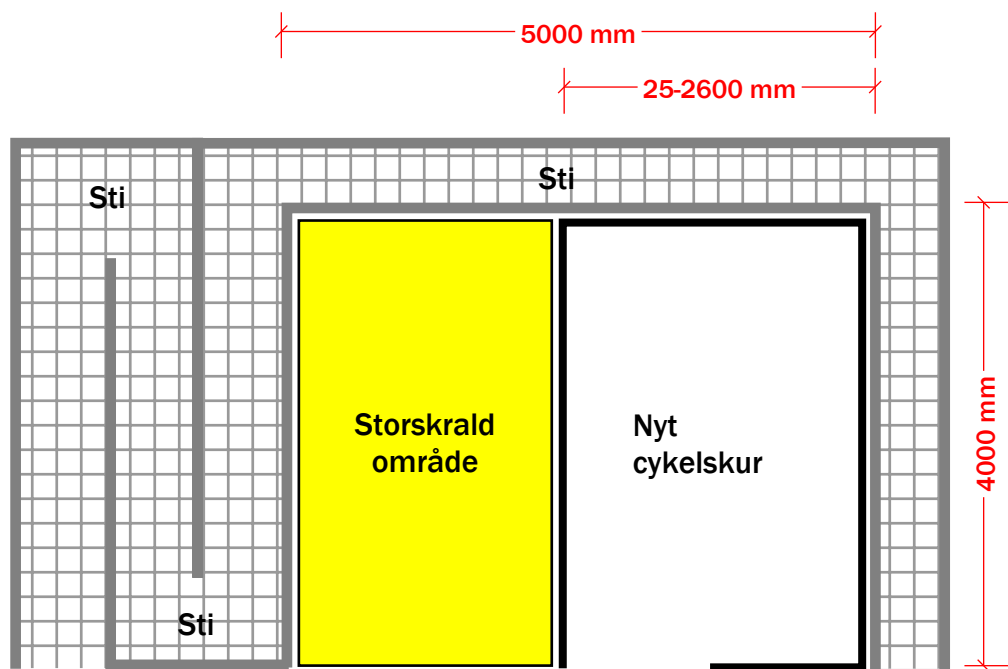 5000 mm
25-2600 mm
Sti
Sti
Storskrald
område
Nyt
cykelskur
4000 mm
Sti